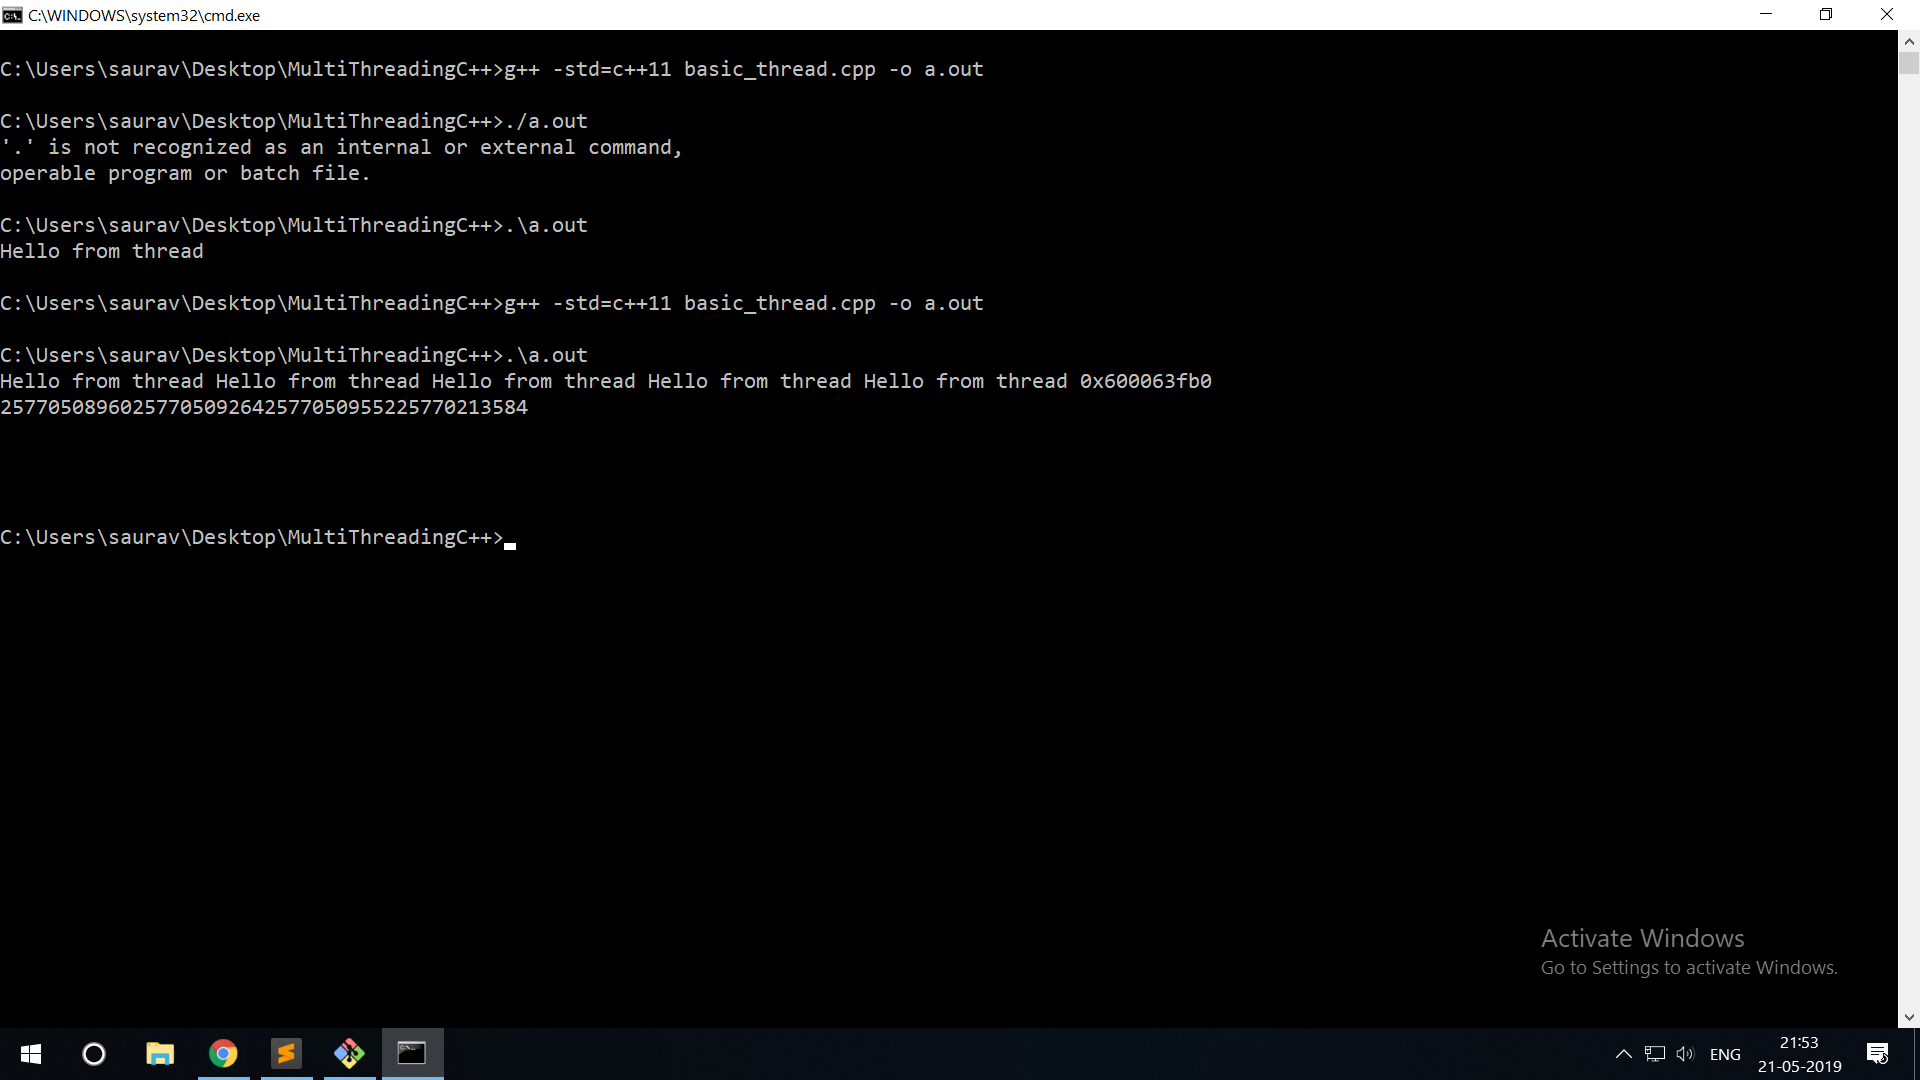 C:\WINDOWS\system32\cmd.exe
C:\Users\saurav\Desktop\MultiThreadingC++>g++ -std=c++11 basic_thread.cpp -o a.out
C:\Users\saurav\Desktop\MultiThreadingC++>./a.out
'.' is not recognized as an internal or external command,
operable program or batch file.
C:\Users\saurav\Desktop\MultiThreadingC++>.\a.out
Hello from thread
C:\Users\saurav\Desktop\MultiThreadingC++>g++ -std=c++11 basic_thread.cpp -o a.out
C:\Users\saurav\Desktop\MultiThreadingC++>.\a.out
Hello from thread Hello from thread Hello from thread Hello from thread Hello from thread 0x600063fb0
25770508960257705092642577050955225770213584
C:\Users\saurav\Desktop\MultiThreadingC++>
Activate Windows
Go to Settings to activate Windows.
ENG
21:53
21-05-2019